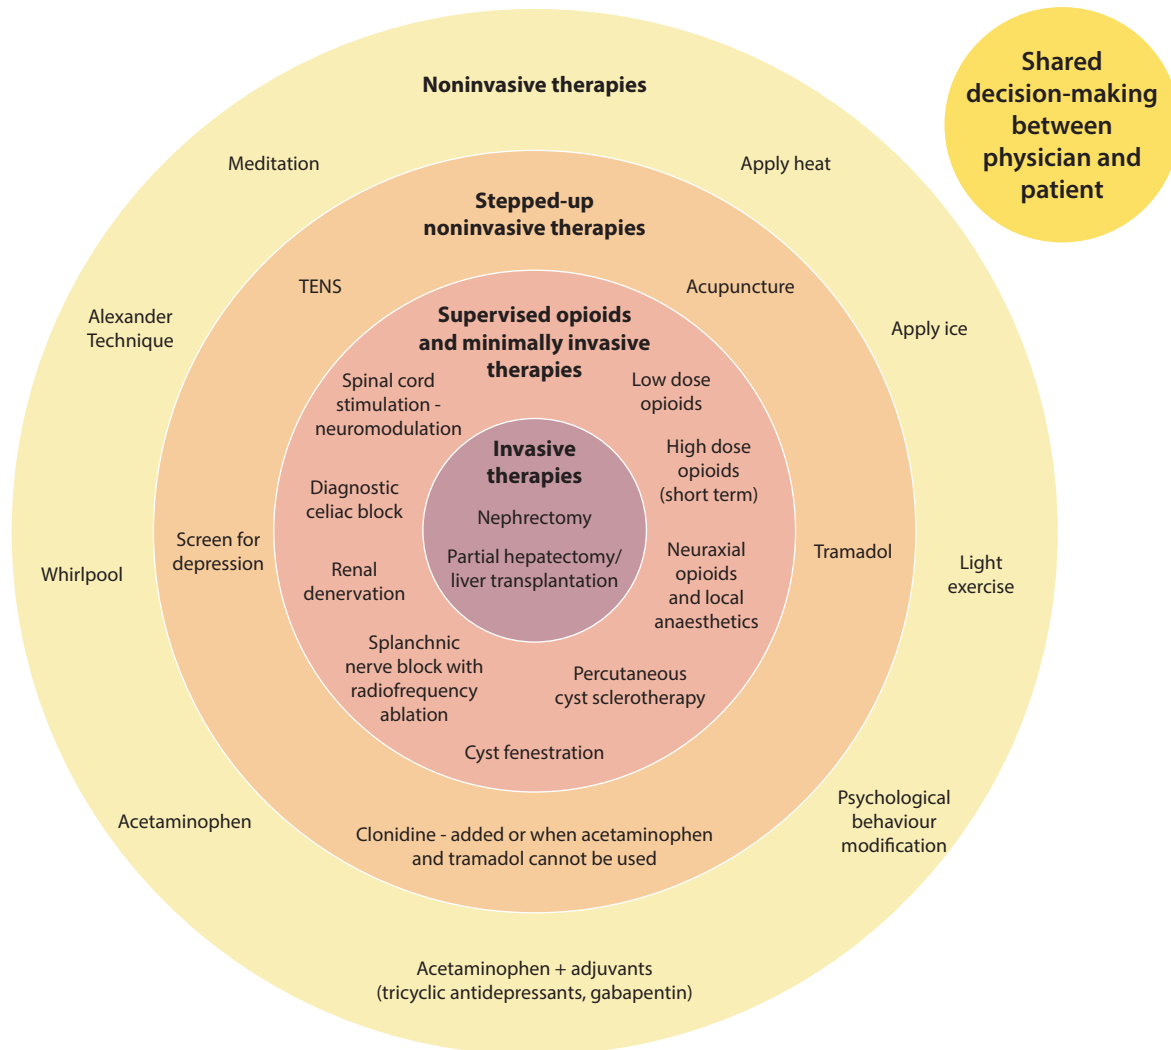 Noninvasive therapies
Meditation
Apply heat
Alexander
Technique
Apply ice
Whirlpool
Light
exercise
Acetaminophen
Psychological
behaviour
modification
Acetaminophen + adjuvants
(tricyclic antidepressants, gabapentin)
Stepped-up
noninvasive therapies
TENS
Acupuncture
Screen for
depression
Tramadol
Clonidine - added or when acetaminophen
and tramadol cannot be used
Supervised opioids
and minimally invasive
therapies
Spinal cord
stimulation -
neuromodulation
Low dose
opioids
Diagnostic
celiac block
High dose
opioids
(short term)
Renal
denervation
Neuraxial
opioids
and local
anaesthetics
Splanchnic
nerve block with
radiofrequency
ablation
Percutaneous
cyst sclerotherapy
Cyst fenestration
Invasive
therapies
Nephrectomy
Partial hepatectomy/
liver transplantation
Shared
decision-making
between
physician and
patient